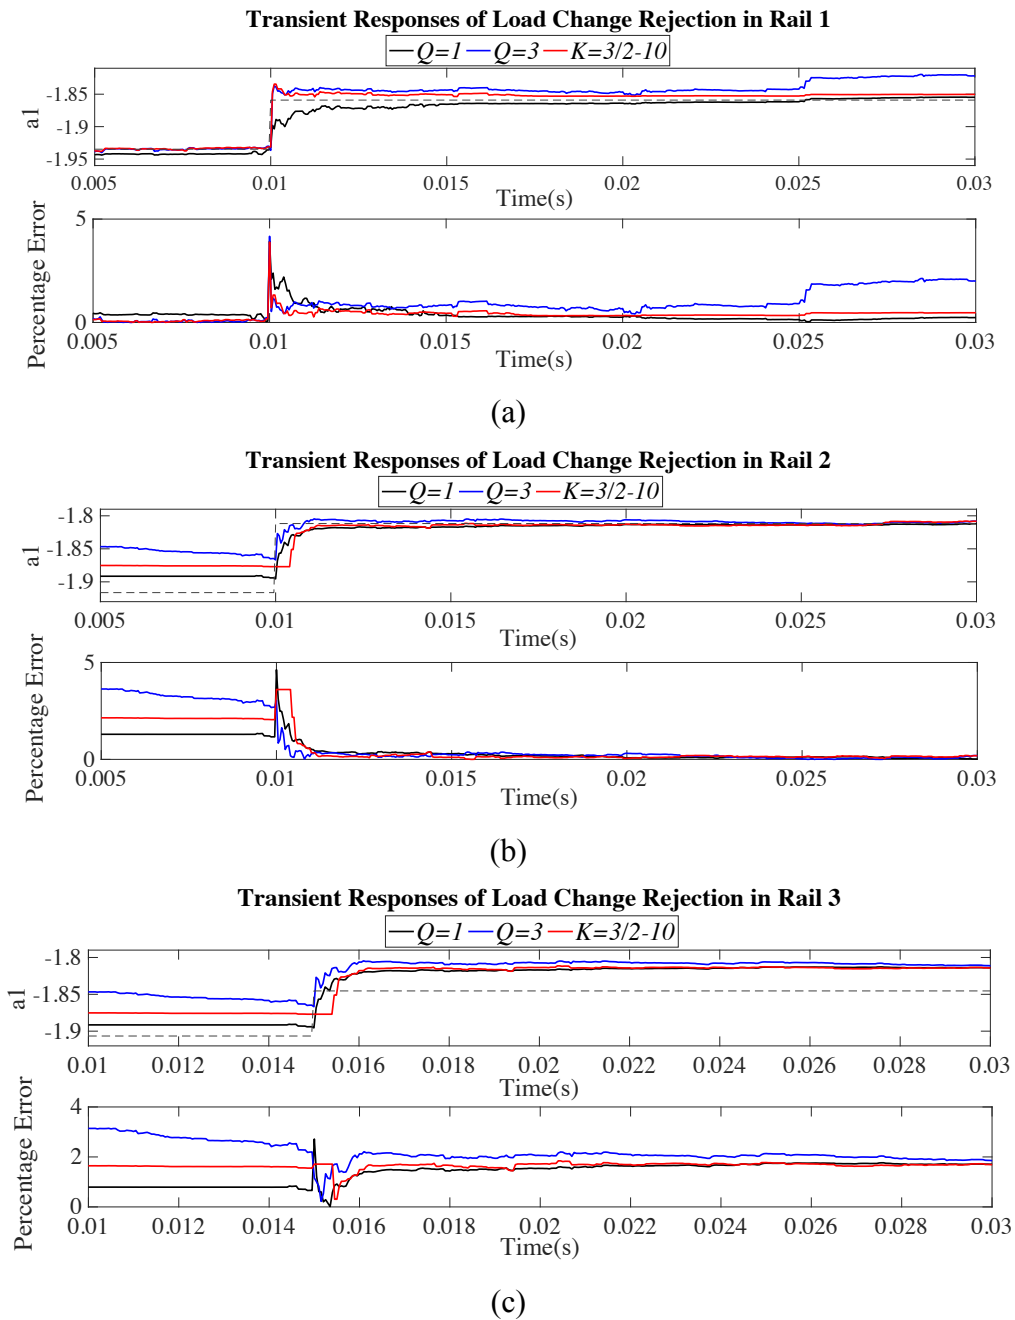 Transient Responses of Load Change Rejection in Rail 1
Q=1 Q=3 K=3/2-10
a1
-1.85
-1.9
-1.95
0.005 0.01 0.015 0.02 0.025 0.03
Time(s)
Percentage Error
5
0
0.005 0.01 0.015 0.02 0.025 0.03
Time(s)
(a)
Transient Responses of Load Change Rejection in Rail 2
Q=1 Q=3 K=3/2-10
a1
-1.8
-1.85
-1.9
0.005 0.01 0.015 0.02 0.025 0.03
Time(s)
Percentage Error
5
0
0.005 0.01 0.015 0.02 0.025 0.03
Time(s)
(b)
Transient Responses of Load Change Rejection in Rail 3
Q=1 Q=3 K=3/2-10
a1
-1.8
-1.85
-1.9
0.01 0.012 0.014 0.016 0.018 0.02 0.022 0.024 0.026 0.028 0.03
Time(s)
Percentage Error
4
2
0
0.01 0.012 0.014 0.016 0.018 0.02 0.022 0.024 0.026 0.028 0.03
Time(s)
(c)